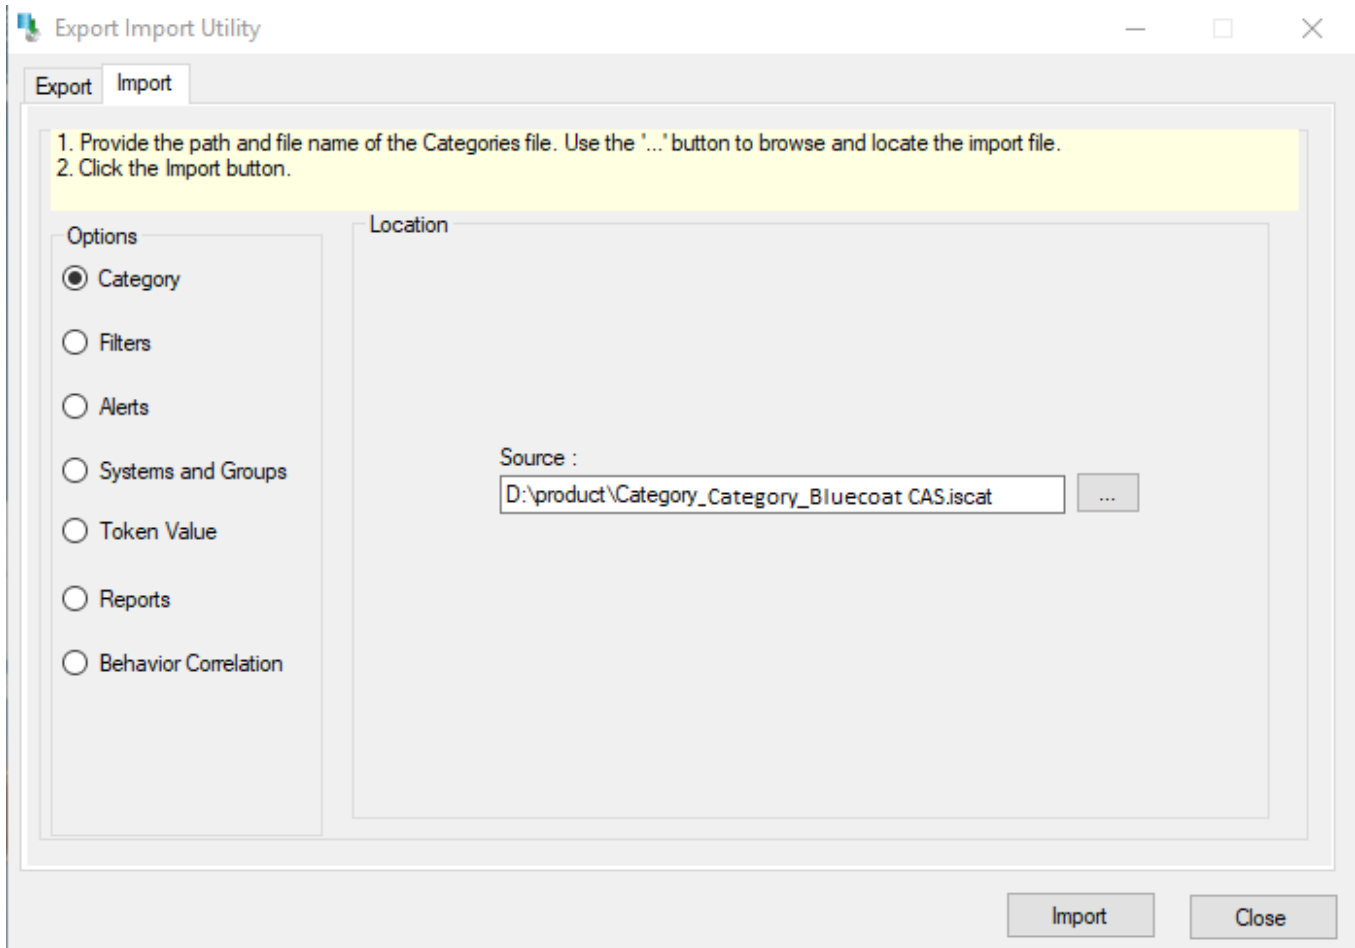 Export Import Utility
Export
Import
1. Provide the path and file name of the Categories file. Use the '...' button to browse and locate the import file.
2. Click the Import button.
Options
Category
Filters
Alerts
Systems and Groups
Token Value
Reports
Behavior Correlation
Location
Source :
D:\product\Category_Category_Bluecoat CAS.iscat
...
Import
Close